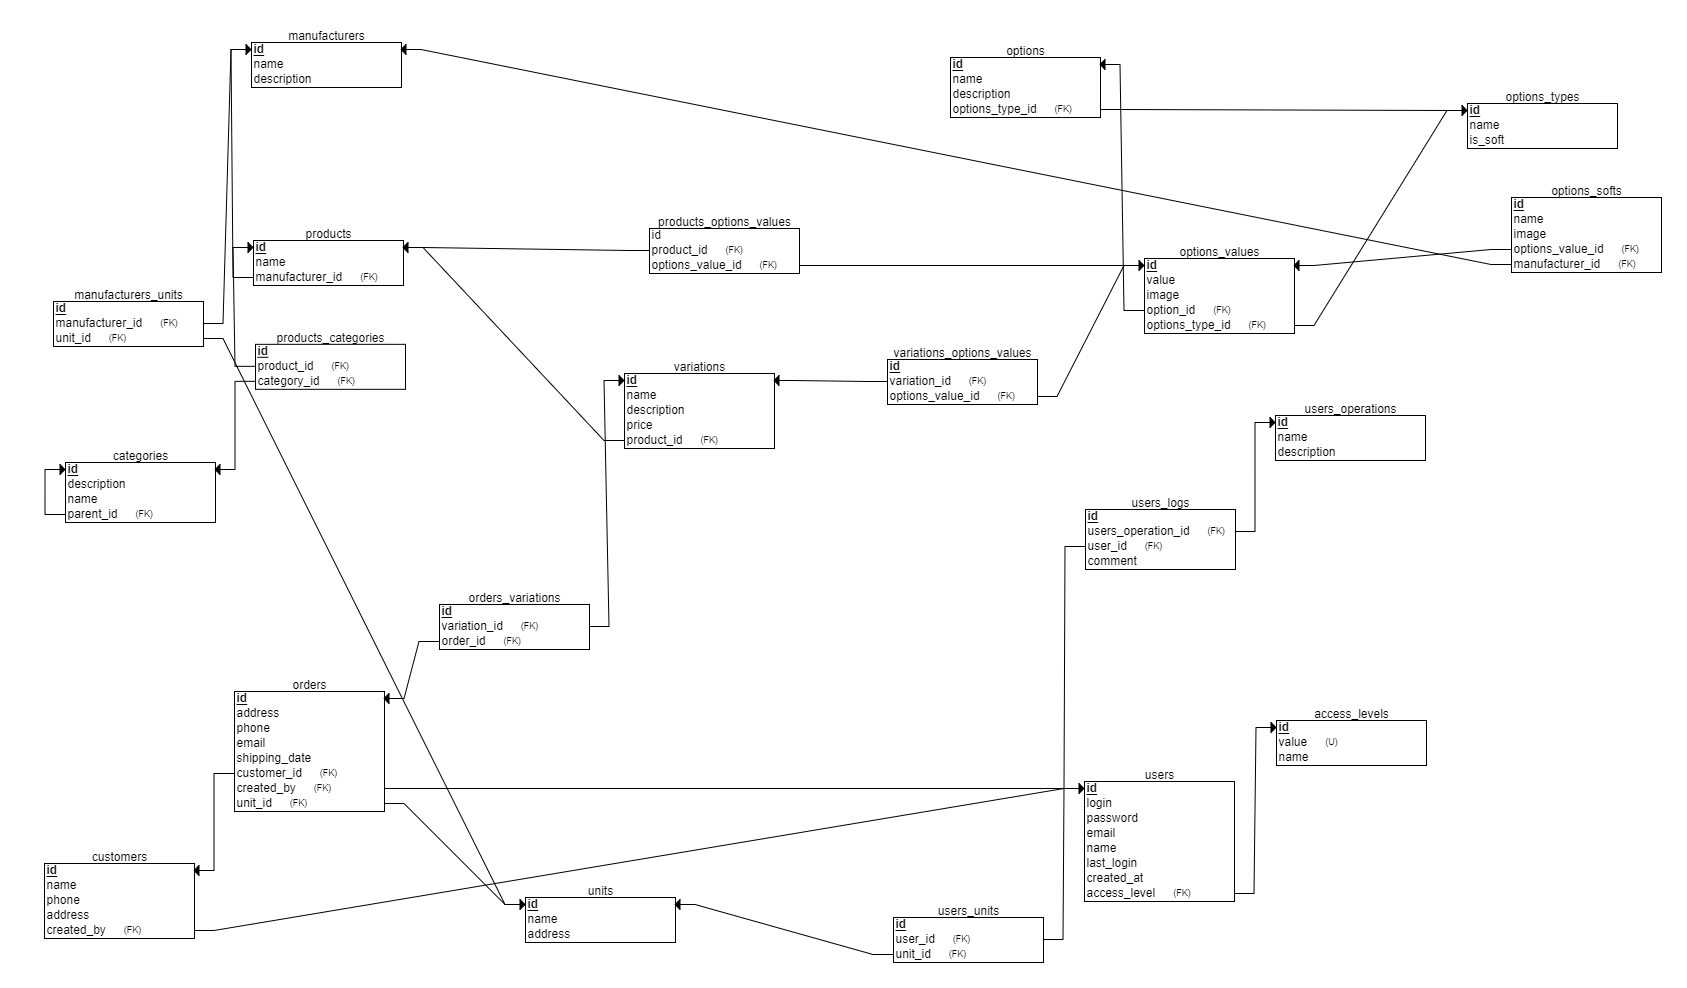 manufacturers
id
name
description
options
id
name
description
options_type_id (FK)
options_types
id
name
is_soft
options_softs
id
name
image
options_value_id (FK)
manufacturer_id (FK)
products
id
name
manufacturer_id (FK)
products_options_values
id
product_id (FK)
options_value_id (FK)
options_values
id
value
image
option_id (FK)
options_type_id (FK)
manufacturers_units
id
manufacturer_id (FK)
unit_id (FK)
products_categories
id
product_id (FK)
category_id (FK)
variations
id
name
description
price
product_id (FK)
variations_options_values
id
variation_id (FK)
options_value_id (FK)
users_operations
id
name
description
categories
id
description
name
parent_id (FK)
users_logs
id
users_operation_id (FK)
user_id (FK)
comment
orders_variations
id
variation_id (FK)
order_id (FK)
orders
id
address
phone
email
shipping_date
customer_id (FK)
created_by (FK)
unit_id (FK)
access_levels
id
value (U)
name
users
id
login
password
email
name
last_login
created_at
access_level (FK)
customers
id
name
phone
address
created_by (FK)
units
id
name
address
users_units
id
user_id (FK)
unit_id (FK)